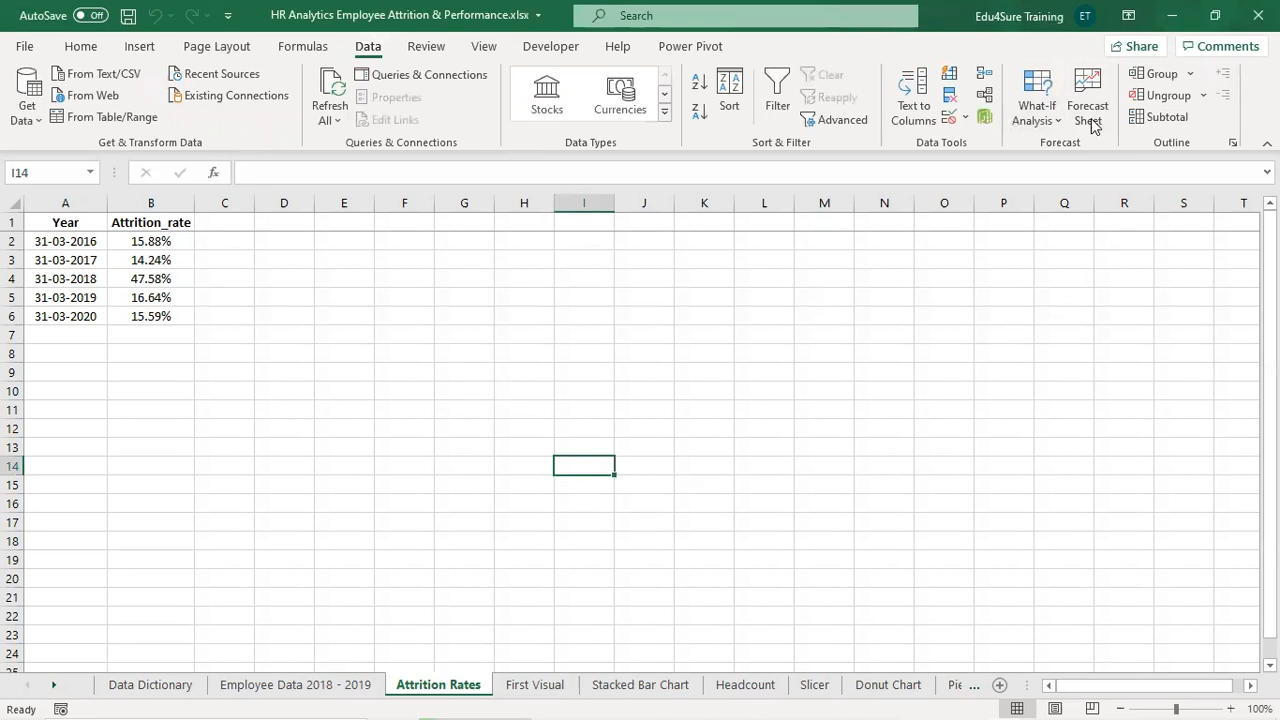 AutoSave Off HR Analytics Employee Attrition & Performance.xlsx Search Edu4Sure Training ET
File Home Insert Page Layout Formulas Data Review View Developer Help Power Pivot Share Comments
Get Data
From Text/CSV
From Web
From Table/Range
Recent Sources
Existing Connections
Get & Transform Data
Refresh All
Queries & Connections
Properties
Edit Links
Queries & Connections
Stocks
Currencies
Data Types
Sort
Filter
Clear
Reapply
Advanced
Sort & Filter
Text to Columns
Data Tools
What-If Analysis
Forecast Sheet
Forecast
Group
Ungroup
Subtotal
Outline
I14 fx
A B C D E F G H I J K L M N O P Q R S T
1 Year Attrition_rate
2 31-03-2016 15.88%
3 31-03-2017 14.24%
4 31-03-2018 47.58%
5 31-03-2019 16.64%
6 31-03-2020 15.59%
7
8
9
10
11
12
13
14
15
16
17
18
19
20
21
22
23
24
25
Data Dictionary Employee Data 2018 - 2019 Attrition Rates First Visual Stacked Bar Chart Headcount Slicer Donut Chart Pie ...
Ready 100%